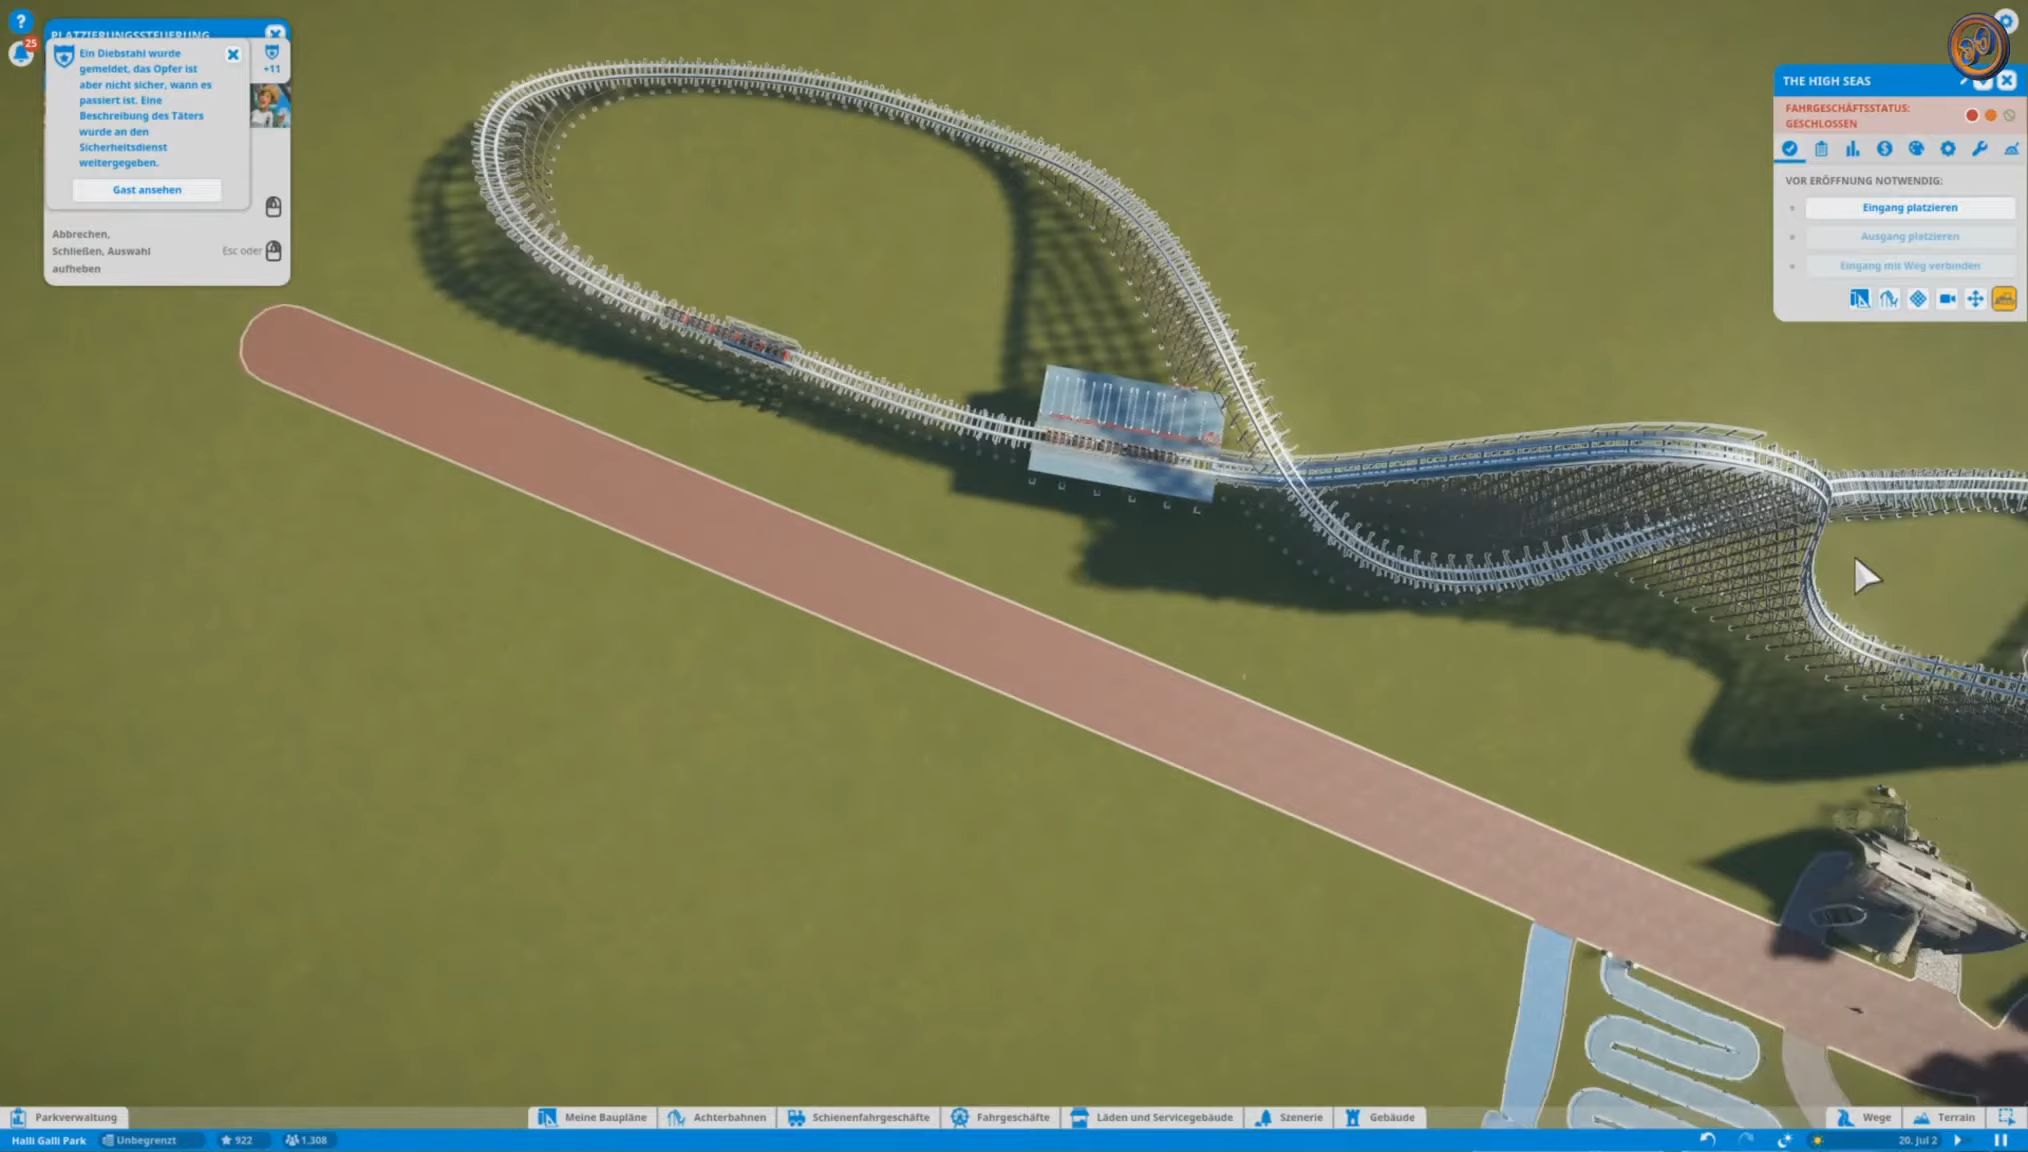 ?
25
PLATZIERUNGSSTEUERUNG
Ein Diebstahl wurde
gemeldet, das Opfer ist
aber nicht sicher, wann es
passiert ist. Eine
Beschreibung des Täters
wurde an den
Sicherheitsdienst
weitergegeben.
+11
Gast ansehen
Abbrechen,
Schließen, Auswahl
aufheben
Esc oder
THE HIGH SEAS
FAHRGESCHÄFTSSTATUS:
GESCHLOSSEN
VOR ERÖFFNUNG NOTWENDIG:
Eingang platzieren
Ausgang platzieren
Eingang mit Weg verbinden
Parkverwaltung
Meine Baupläne
Achterbahnen
Schienenfahrgeschäfte
Fahrgeschäfte
Läden und Servicegebäude
Szenerie
Gebäude
Wege
Terrain
Halli Galli Park
Unbegrenzt
922
1.308
20. Jul 2